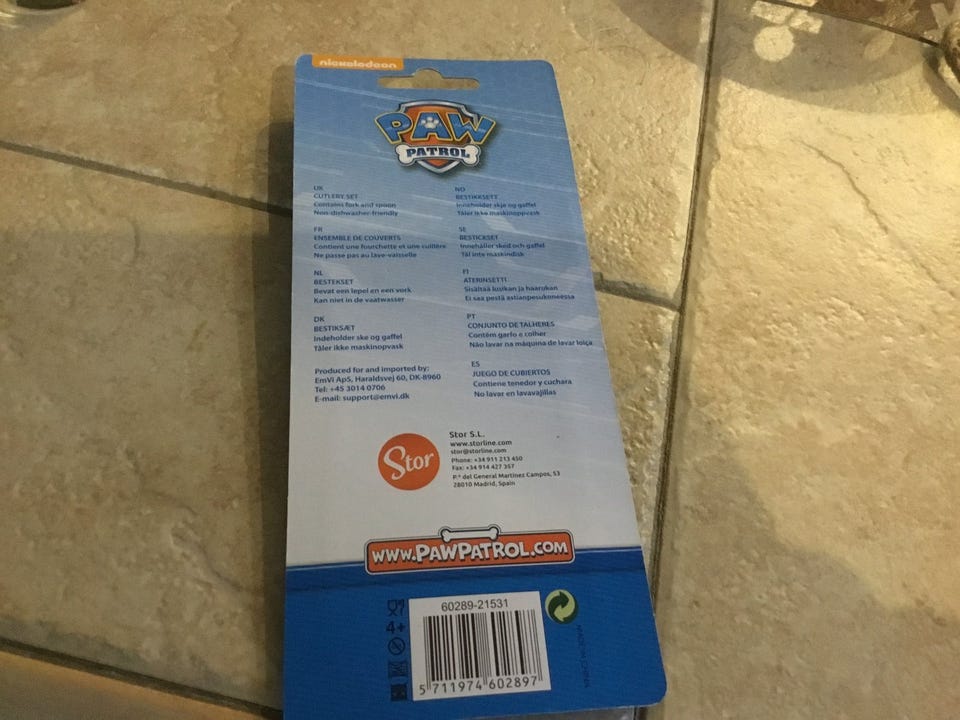 nickelodeon
PAW
PATROL
UK
CUTLERY SET
Contains fork and spoon
Non-dishwasher-friendly
FR
ENSEMBLE DE COUVERTS
Contient une fourchette et une cuillère
Ne passe pas au lave-vaisselle
NL
BESTEKSET
Bevat een lepel en een vork
Kan niet in de vaatwasser
DK
BESTIKSÆT
Indeholder ske og gaffel
Tåler ikke maskinopvask
Produced for and imported by:
EmVi ApS, Haraldsvej 60, DK-8960
Tel: +45 3014 0706
E-mail: support@emvi.dk
NO
BESTIKKSETT
Inneholder skje og gaffel
Tåler ikke maskinoppvask
SE
BESTICKSET
Innehåller sked och gaffel
Tål inte maskindisk
FI
ATERINSETTI
Sisältää lusikan ja haarukan
Ei saa pestä astianpesukoneessa
PT
CONJUNTO DE TALHERES
Contêm garfo e colher
Não lavar na máquina de lavar loiça
ES
JUEGO DE CUBIERTOS
Contiene tenedor y cuchara
No lavar en lavavajillas
Stor
Stor S.L.
www.storline.com
stor@storline.com
Phone: +34 911 213 450
Fax: +34 914 427 357
P.º del General Martínez Campos, 53
28010 Madrid, Spain
WWW.PAWPATROL.COM
4+
60289-21531
5 711974 602897
MADE IN CHINA